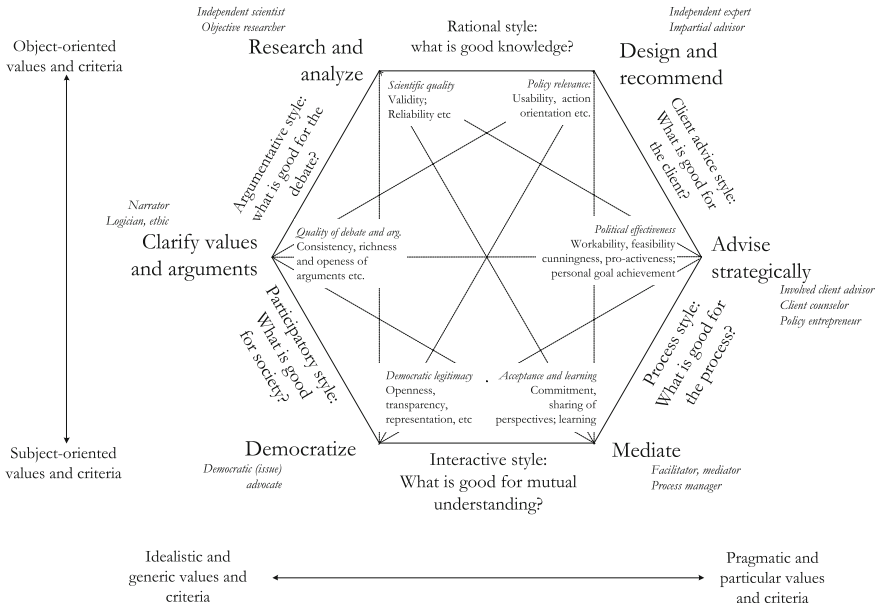 Independent scientist
Objective researcher
Research and
analyze
Rational style:
what is good knowledge?
Independent expert
Impartial advisor
Design and
recommend
Object-oriented
values and criteria
Scientific quality
Validity;
Reliability etc
Policy relevance:
Usability, action
orientation etc.
Argumentative style:
what is good for the
debate?
Client advice style:
What is good for
the client?
Narrator
Logician, ethic
Clarify values
and arguments
Quality of debate and arg.
Consistency, richness
and openess of
arguments etc.
Political effectiveness
Workability, feasibility
cunningness, pro-activeness;
personal goal achievement
Advise
strategically
Involved client advisor
Client counselor
Policy entrepreneur
Participatory style:
What is good
for society?
Process style:
What is good for
the process?
Democratic legitimacy
Openness,
transparency,
representation, etc
Acceptance and learning
Commitment,
sharing of
perspectives; learning
Subject-oriented
values and criteria
Democratize
Democratic (issue)
advocate
Interactive style:
What is good for mutual
understanding?
Mediate
Facilitator, mediator
Process manager
Idealistic and
generic values and
criteria
Pragmatic and
particular values
and criteria